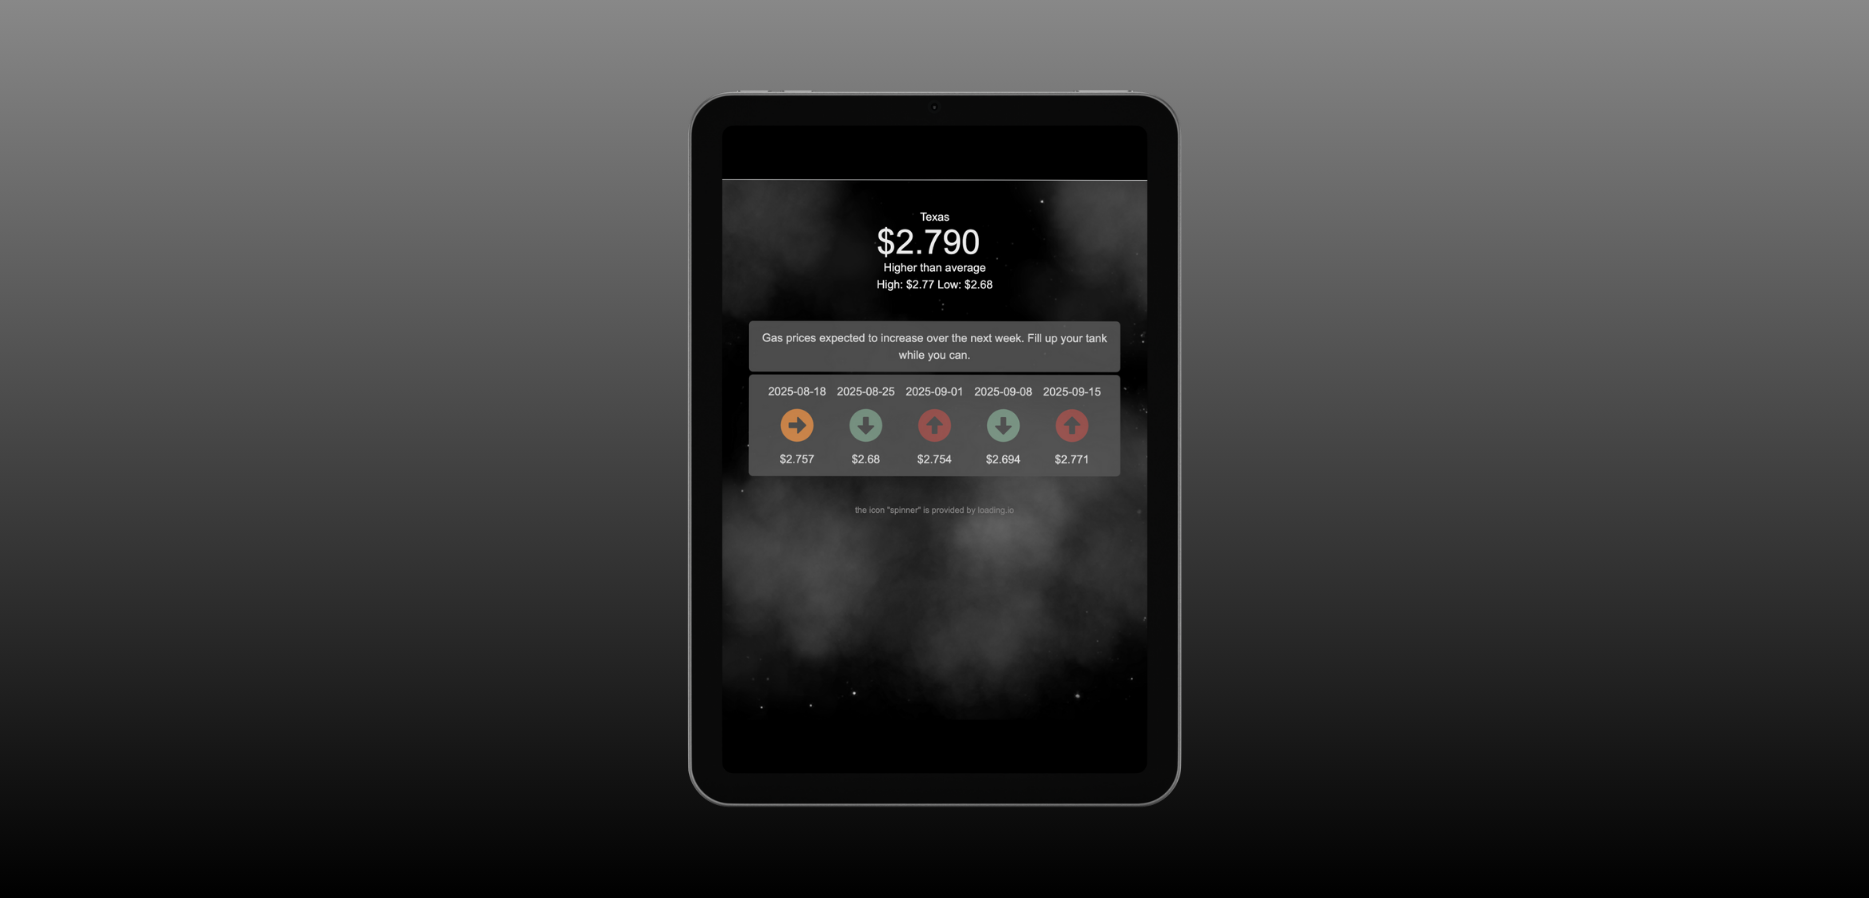 Texas
$2.790
Higher than average
High: $2.77 Low: $2.68
Gas prices expected to increase over the next week. Fill up your tank
while you can.
2025-08-18 2025-08-25 2025-09-01 2025-09-08 2025-09-15
$2.757 $2.68 $2.754 $2.694 $2.771
the icon "spinner" is provided by loading.io